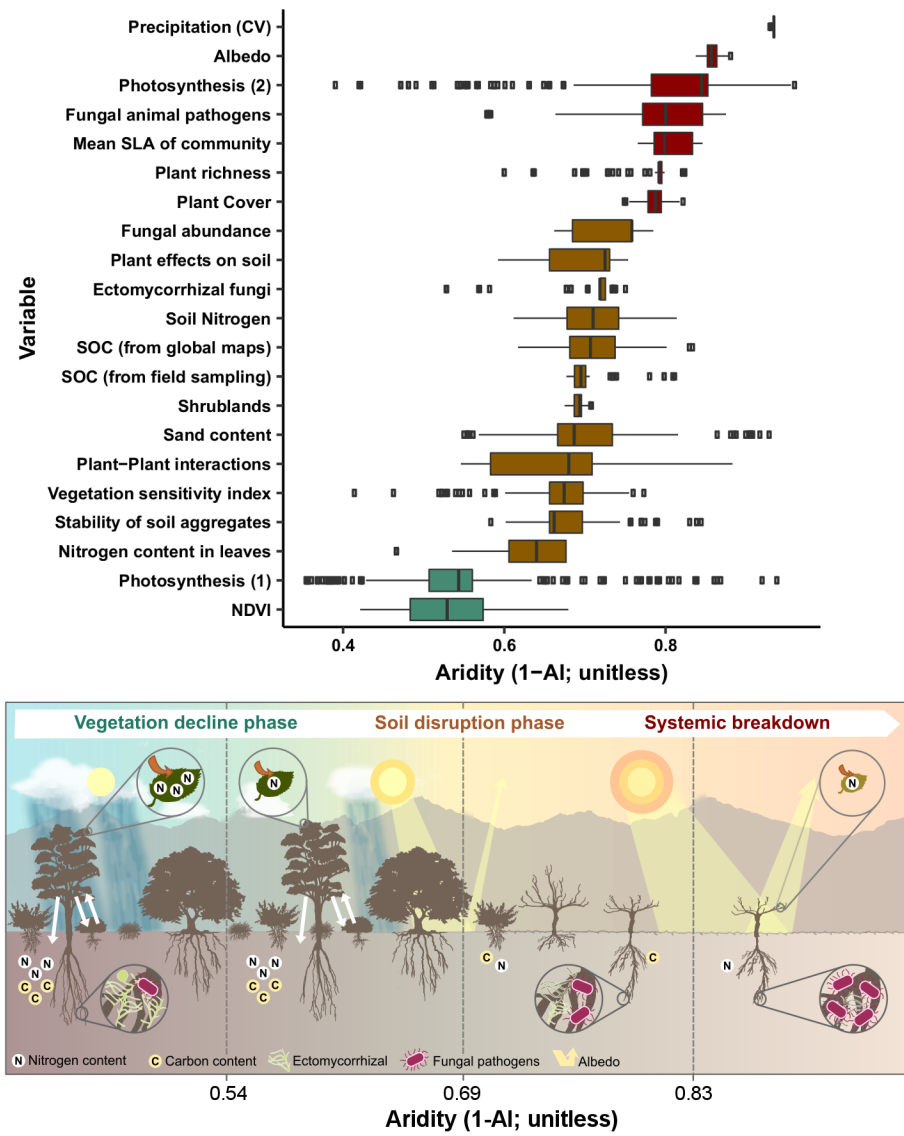 Precipitation (CV)
Albedo
Photosynthesis (2)
Fungal animal pathogens
Mean SLA of community
Plant richness
Plant Cover
Fungal abundance
Plant effects on soil
Ectomycorrhizal fungi
Soil Nitrogen
SOC (from global maps)
SOC (from field sampling)
Shrublands
Sand content
Plant−Plant interactions
Vegetation sensitivity index
Stability of soil aggregates
Nitrogen content in leaves
Photosynthesis (1)
NDVI
Variable
0.4 0.6 0.8
Aridity (1−AI; unitless)
Vegetation decline phase Soil disruption phase Systemic breakdown
N N N N N
N N N N N N N N
C C C C C C C C
N Nitrogen content C Carbon content Ectomycorrhizal Fungal pathogens Albedo
0.54 0.69 0.83
Aridity (1-AI; unitless)